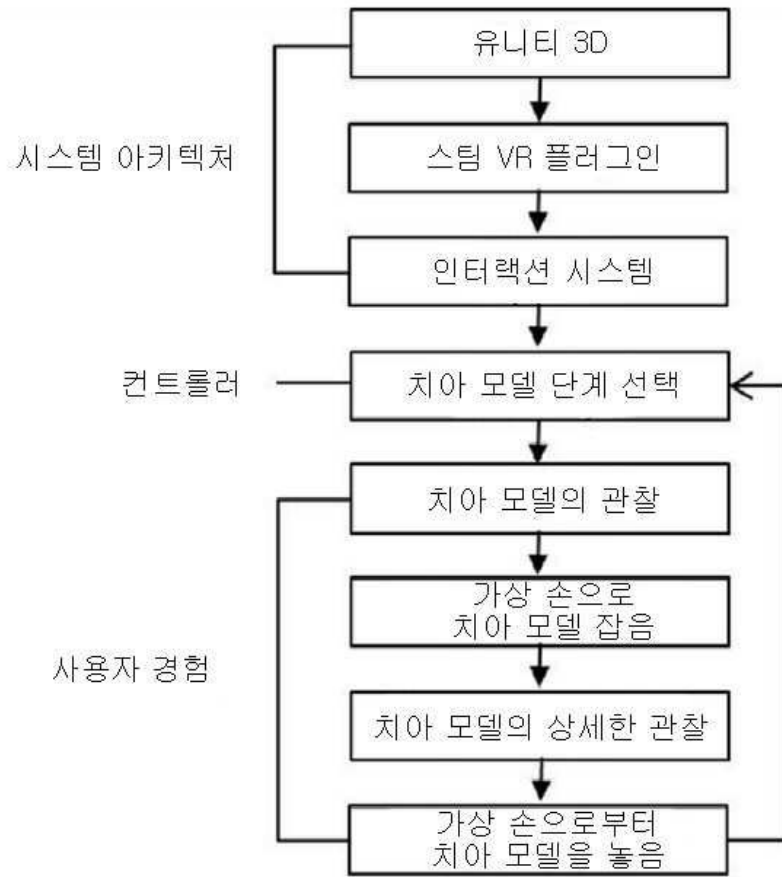 유니티 3D
시스템 아키텍처
스팀 VR 플러그인
인터랙션 시스템
컨트롤러
치아 모델 단계 선택
치아 모델의 관찰
가상 손으로
치아 모델 잡음
사용자 경험
치아 모델의 상세한 관찰
가상 손으로부터
치아 모델을 놓음